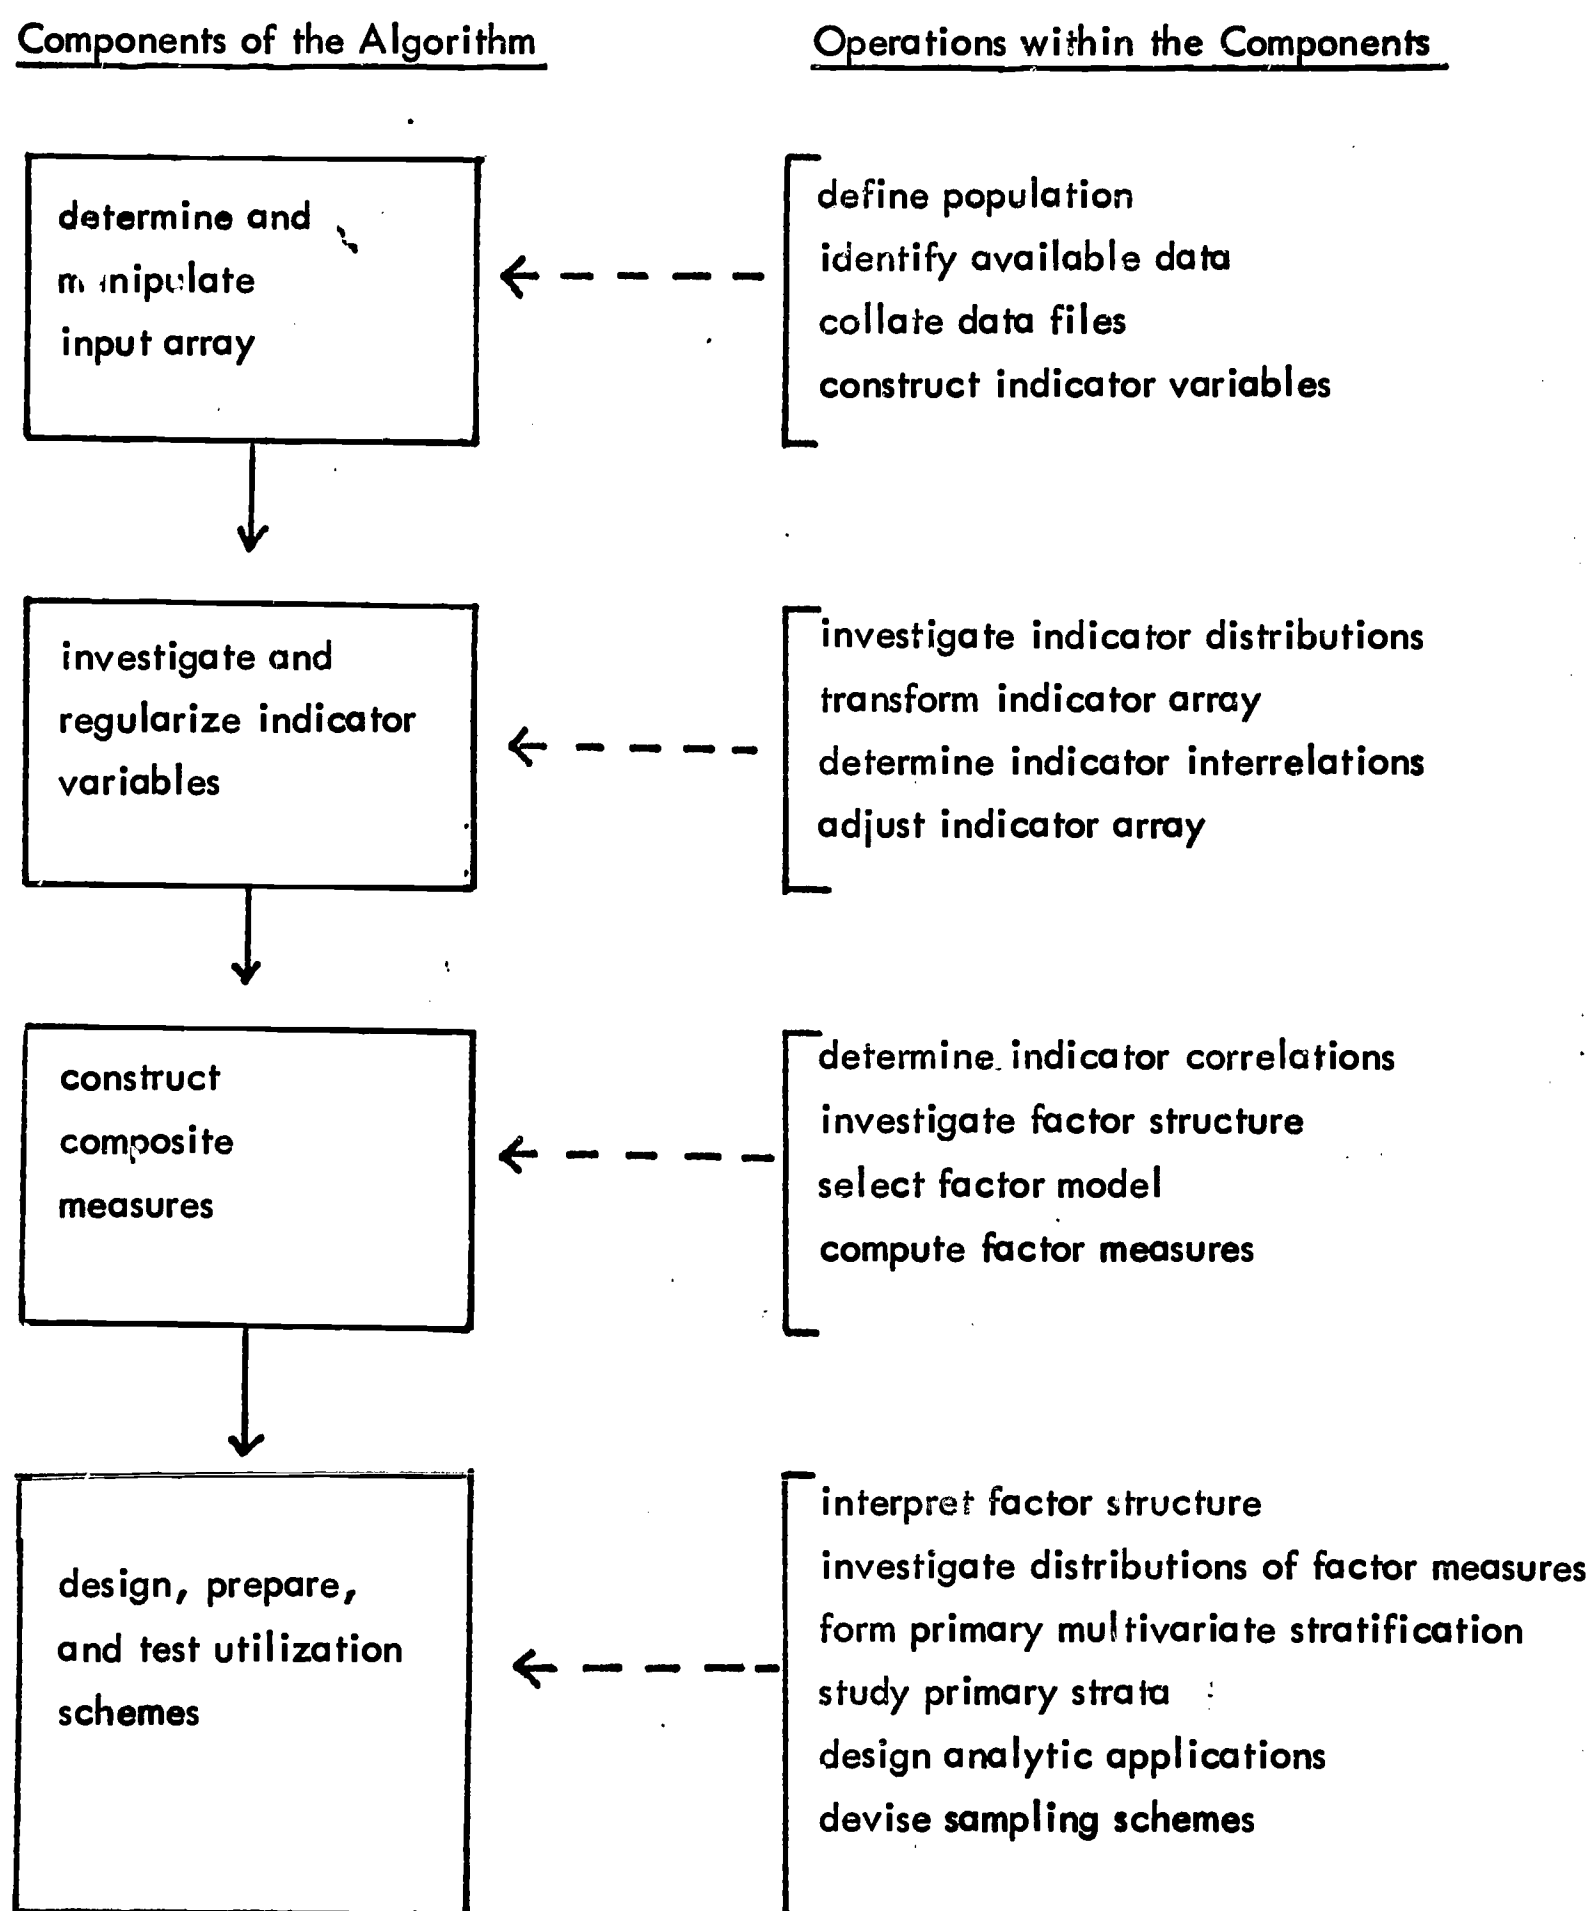 Components of the Algorithm
Operations within the Components
determine and
manipulate
input array
define population
identify available data
collate data files
construct indicator variables
investigate and
regularize indicator
variables
investigate indicator distributions
transform indicator array
determine indicator interrelations
adjust indicator array
construct
composite
measures
determine indicator correlations
investigate factor structure
select factor model
compute factor measures
design, prepare,
and test utilization
schemes
interpret factor structure
investigate distributions of factor measures
form primary multivariate stratification
study primary strata
design analytic applications
devise sampling schemes